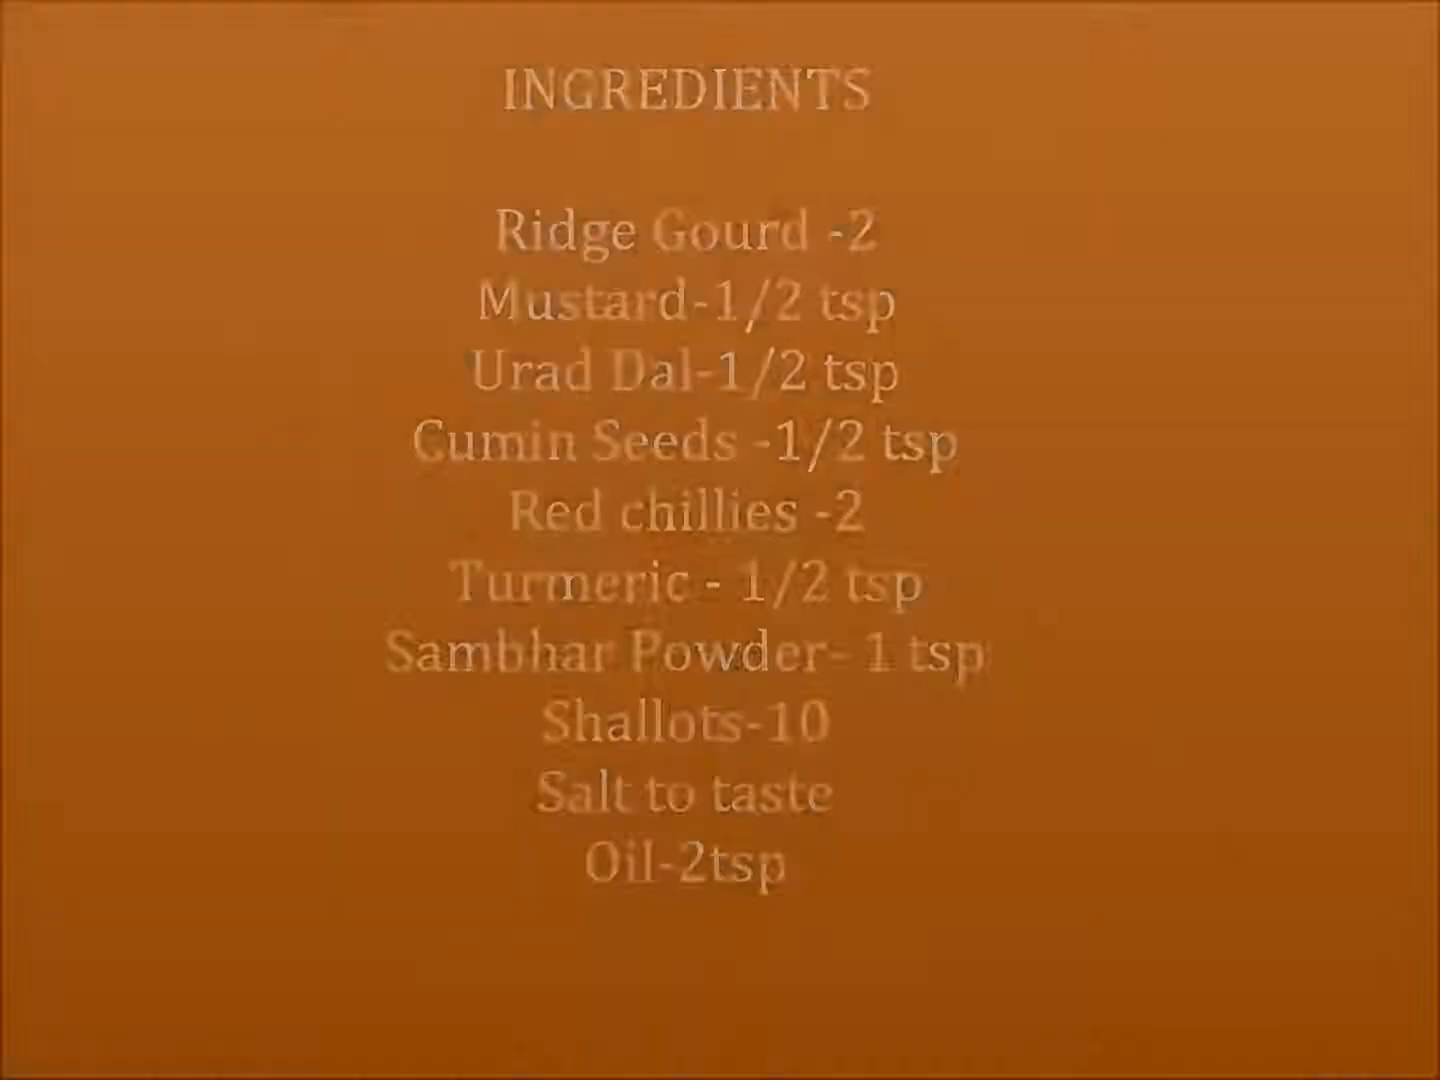 INGREDIENTS
Ridge Gourd -2
Mustard-1/2 tsp
Urad Dal-1/2 tsp
Cumin Seeds -1/2 tsp
Red chillies -2
Turmeric - 1/2 tsp
Sambhar Powder- 1 tsp
Shallots-10
Salt to taste
Oil-2tsp